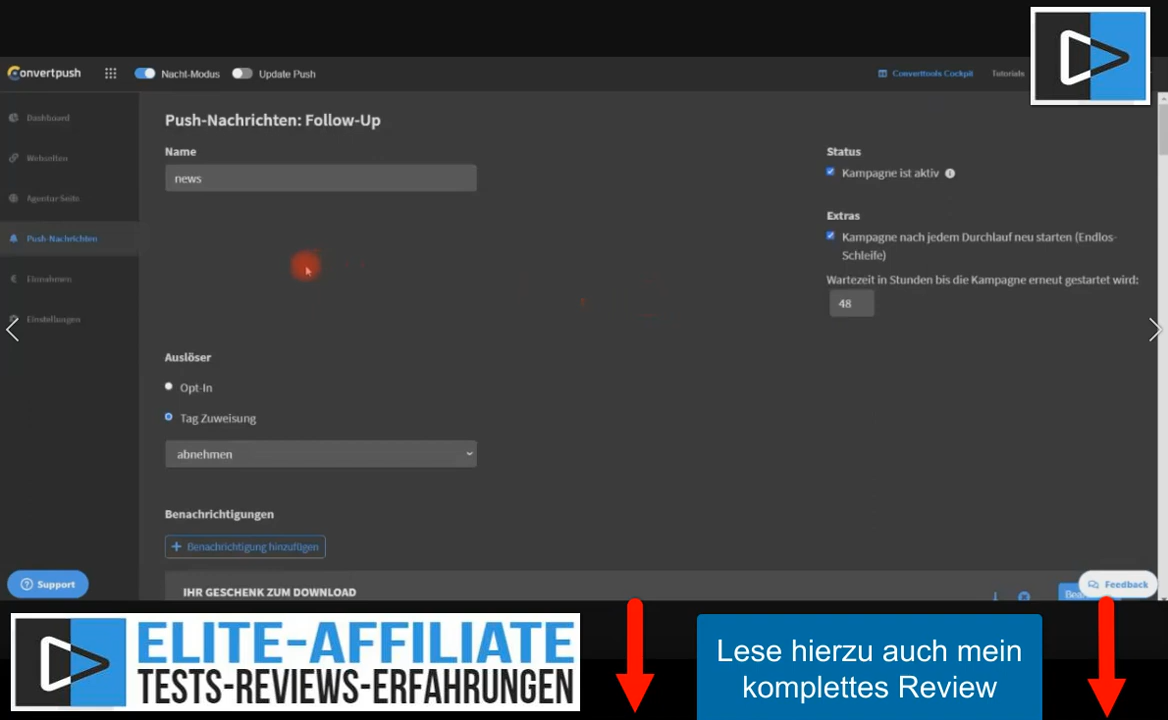 Convertpush
Nacht-Modus
Update Push
Converttools Cockpit
Tutorials
Dashboard
Webseiten
Agentur Seite
Push-Nachrichten
Einnahmen
Einstellungen
Push-Nachrichten: Follow-Up
Name
news
Status
Kampagne ist aktiv
Extras
Kampagne nach jedem Durchlauf neu starten (Endlos-
Schleife)
Wartezeit in Stunden bis die Kampagne erneut gestartet wird:
48
Auslöser
Opt-In
Tag Zuweisung
abnehmen
Benachrichtigungen
+ Benachrichtigung hinzufügen
IHR GESCHENK ZUM DOWNLOAD
Support
Feedback
ELITE-AFFILIATE
TESTS-REVIEWS-ERFAHRUNGEN
Lese hierzu auch mein
komplettes Review